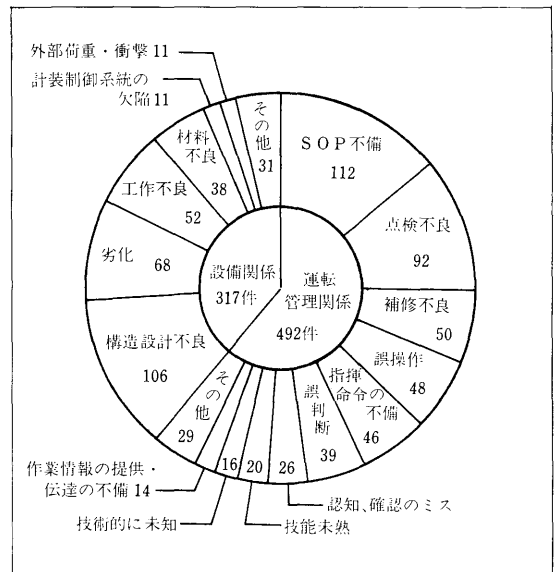 外部荷重・衝撃 11
計装制御系統の
欠陥 11
その他
31
材料
不良
38
工作不良
52
劣化
68
構造設計不良
106
その他
29
設備関係
317件
運転
管理関係
492件
SOP不備
112
点検不良
92
補修不良
50
誤操作
48
指揮
命令の
不備
46
誤判断
39
26
認知、確認のミス
20
技能未熟
16
技術的に未知
作業情報の提供・
伝達の不備 14